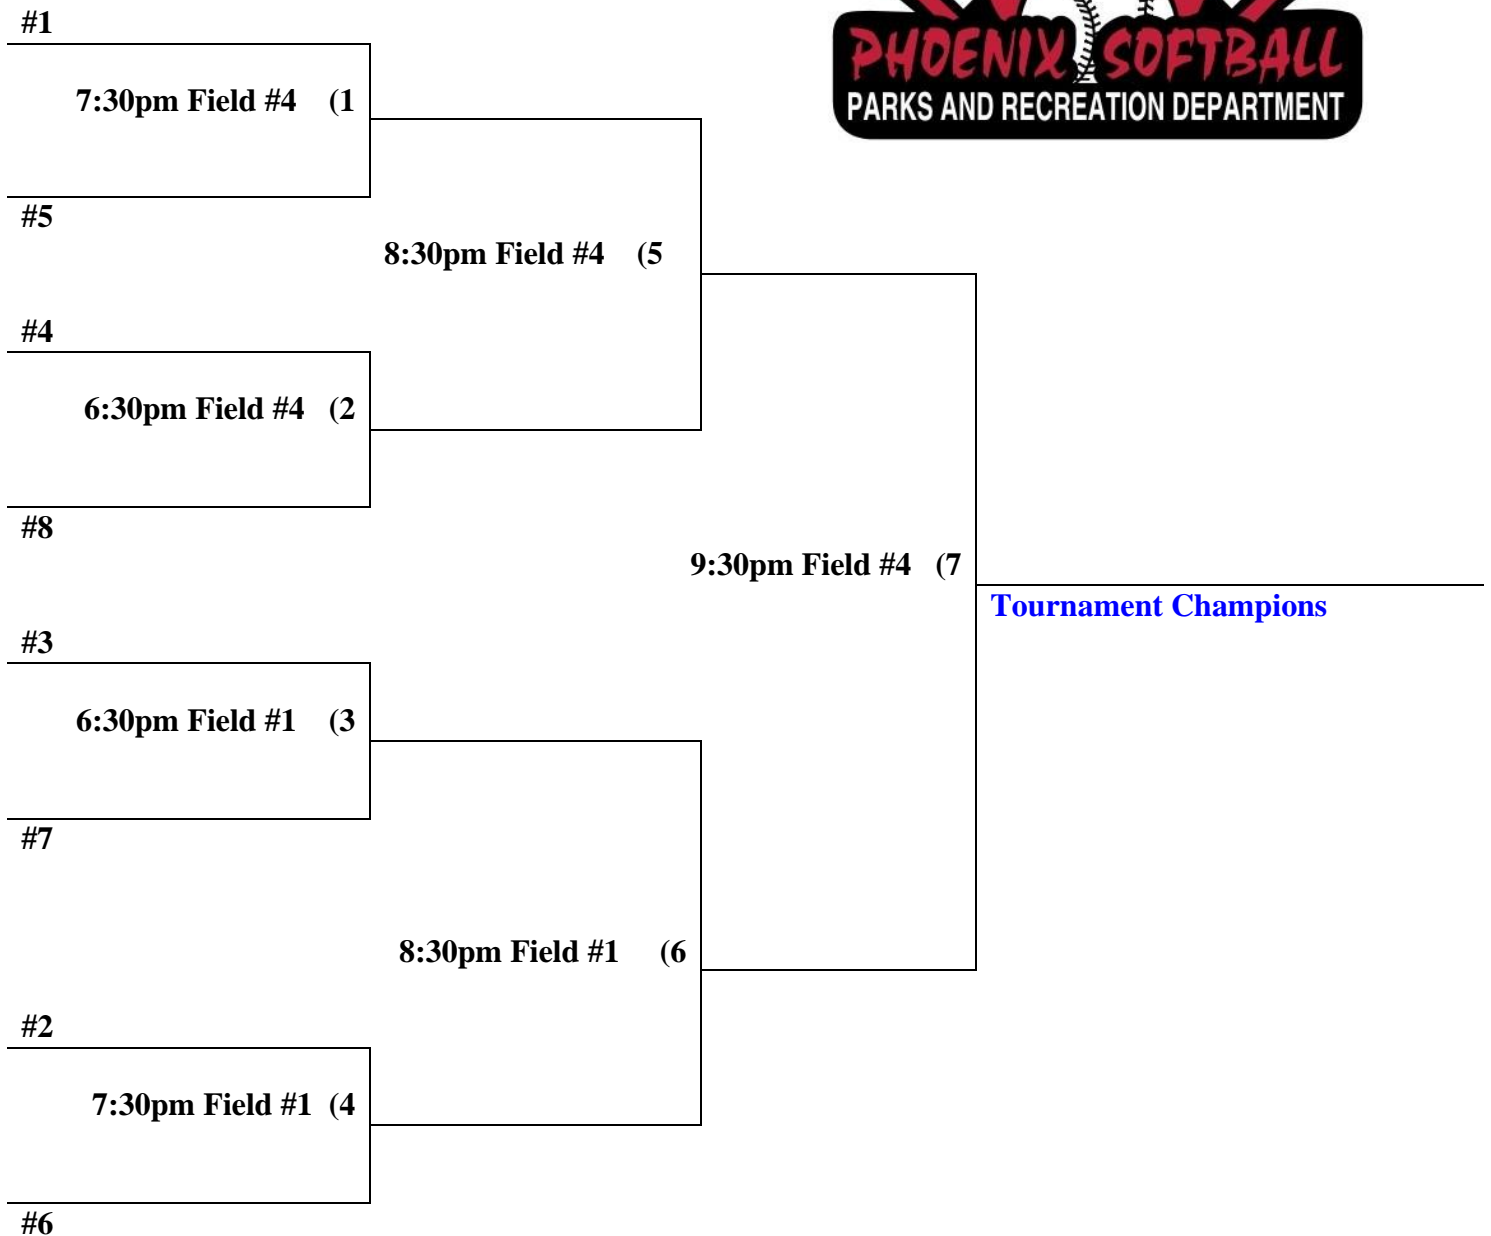 #1
PHOENIX SOFTBALL
PARKS AND RECREATION DEPARTMENT
7:30pm Field #4 (1
#5
8:30pm Field #4 (5
#4
6:30pm Field #4 (2
#8
9:30pm Field #4 (7
Tournament Champions
#3
6:30pm Field #1 (3
#7
8:30pm Field #1 (6
#2
7:30pm Field #1 (4
#6